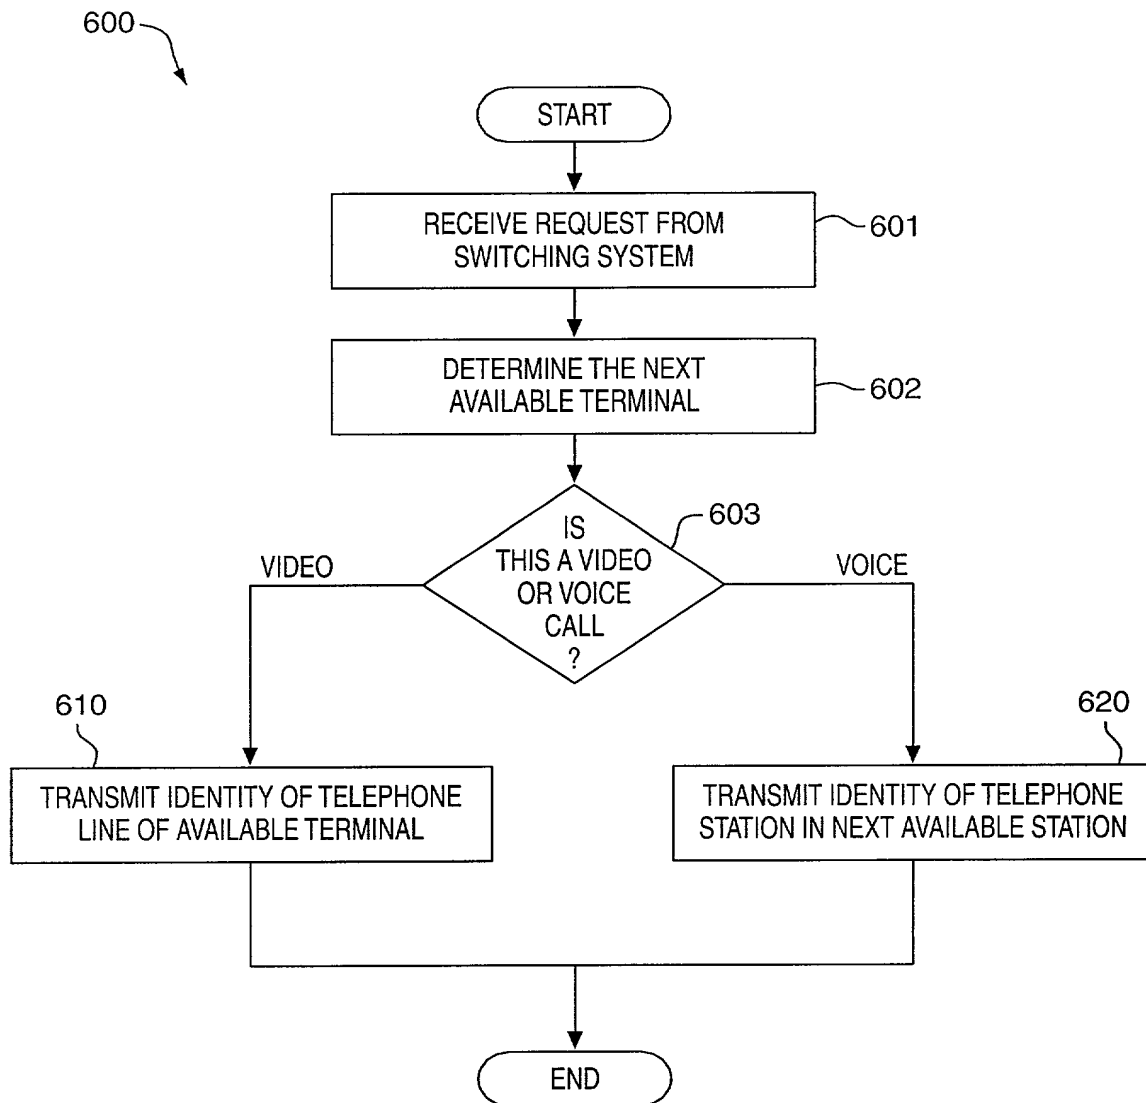 600
START
RECEIVE REQUEST FROM
SWITCHING SYSTEM
601
DETERMINE THE NEXT
AVAILABLE TERMINAL
602
IS
THIS A VIDEO
OR VOICE
CALL
?
603
VIDEO
VOICE
610
TRANSMIT IDENTITY OF TELEPHONE
LINE OF AVAILABLE TERMINAL
620
TRANSMIT IDENTITY OF TELEPHONE
STATION IN NEXT AVAILABLE STATION
END